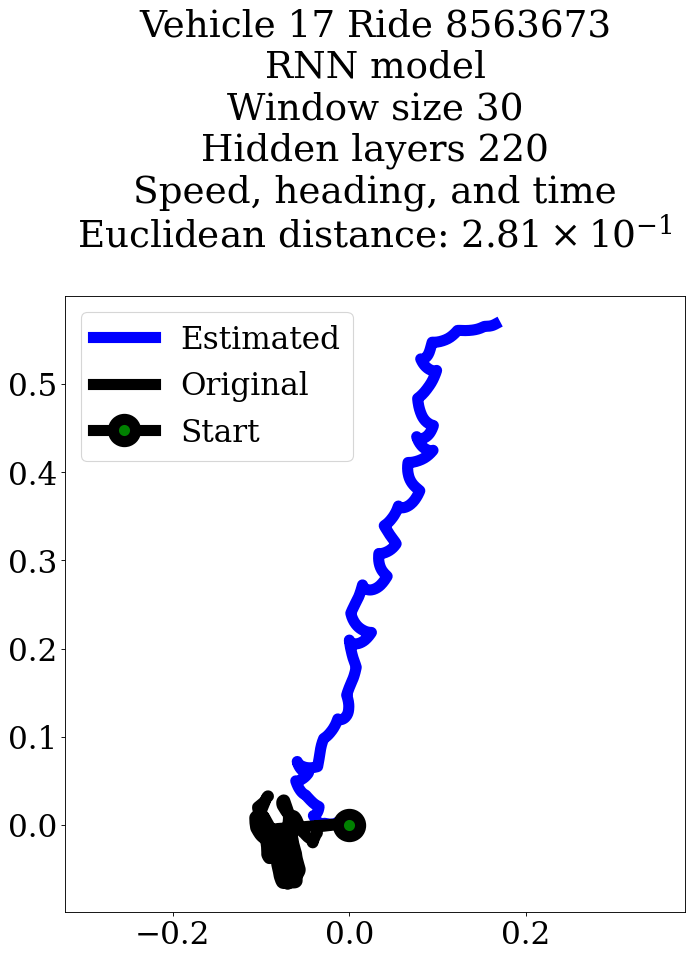 Vehicle 17 Ride 8563673
RNN model
Window size 30
Hidden layers 220
Speed, heading, and time
Euclidean distance: 2.81 × 10⁻¹
Estimated
Original
Start
0.5
0.4
0.3
0.2
0.1
0.0
−0.2 0.0 0.2